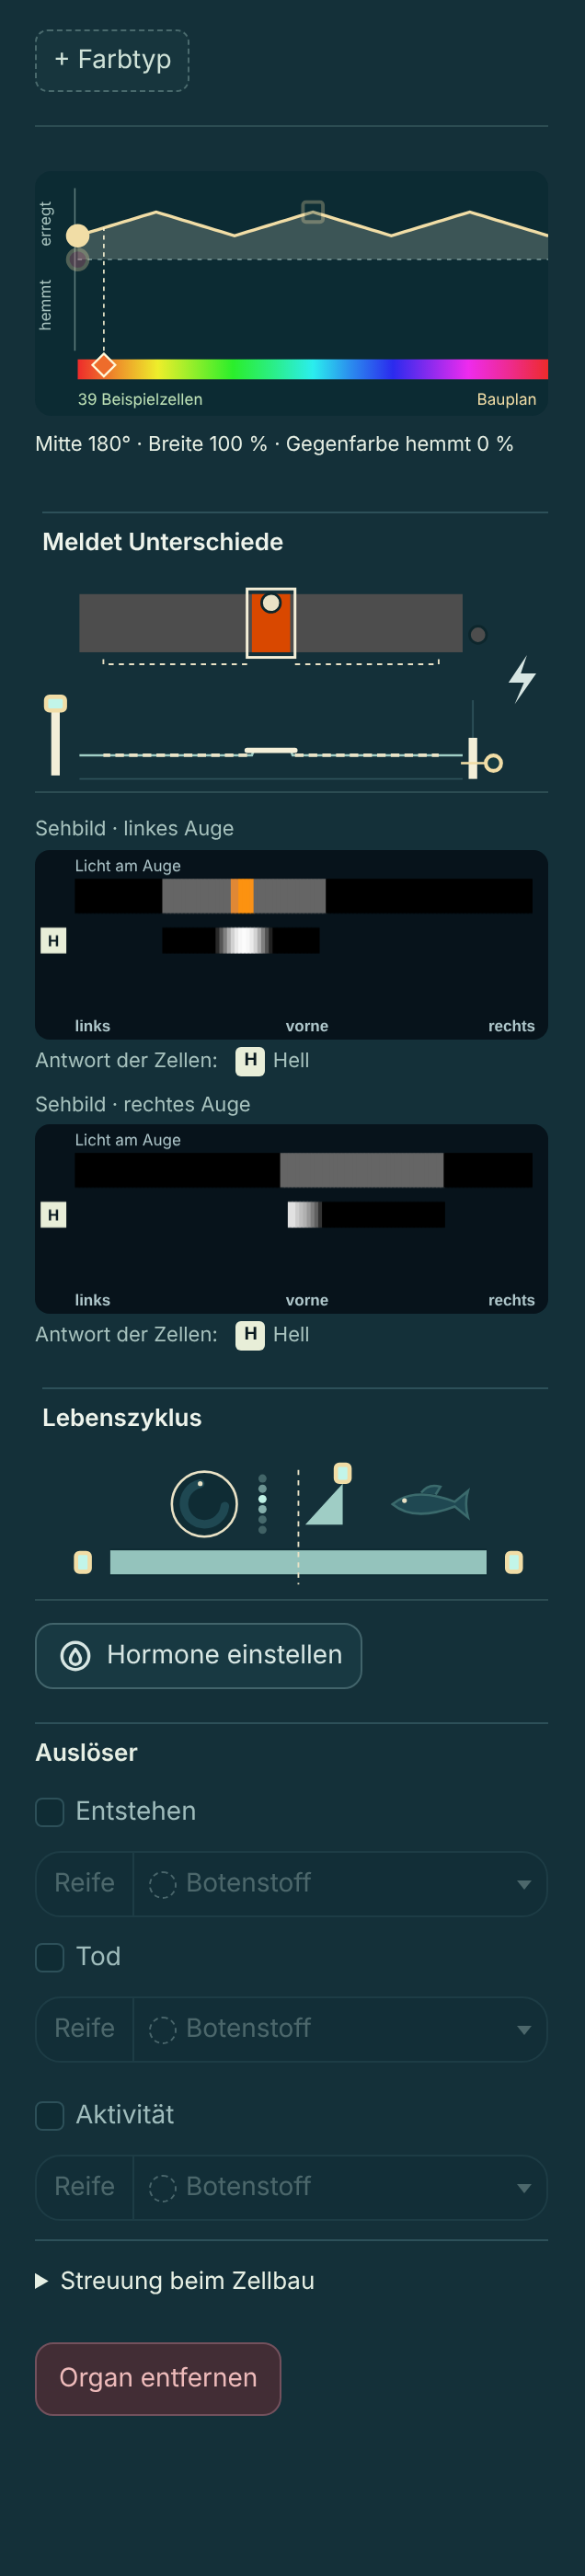 + Farbtyp
erregt
hemmt
39 Beispielzellen
Bauplan
Mitte 180° · Breite 100 % · Gegenfarbe hemmt 0 %
Meldet Unterschiede
Sehbild · linkes Auge
Licht am Auge
H
links vorne rechts
Antwort der Zellen: H Hell
Sehbild · rechtes Auge
Licht am Auge
H
links vorne rechts
Antwort der Zellen: H Hell
Lebenszyklus
Hormone einstellen
Auslöser
Entstehen
Reife Botenstoff
Tod
Reife Botenstoff
Aktivität
Reife Botenstoff
Streuung beim Zellbau
Organ entfernen